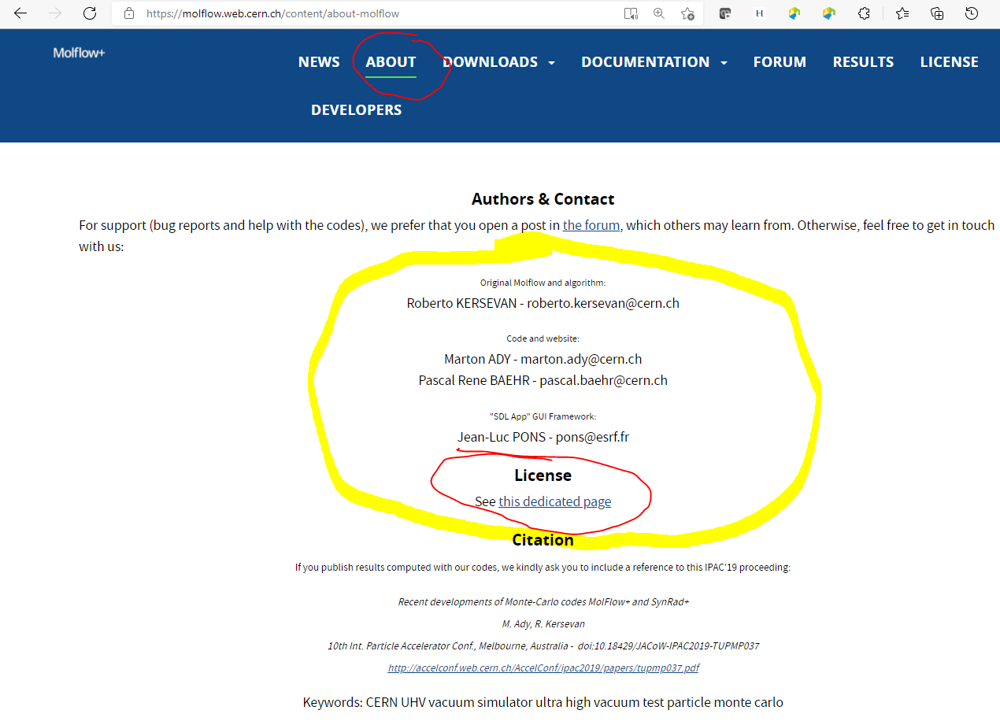 https://molflow.web.cern.ch/content/about-molflow
H
Molflow+
NEWS ABOUT DOWNLOADS DOCUMENTATION FORUM RESULTS LICENSE
DEVELOPERS
Authors & Contact
For support (bug reports and help with the codes), we prefer that you open a post in the forum, which others may learn from. Otherwise, feel free to get in touch
with us:
Original Molflow and algorithm:
Roberto KERSEVAN - roberto.kersevan@cern.ch
Code and website:
Marton ADY - marton.ady@cern.ch
Pascal Rene BAEHR - pascal.baehr@cern.ch
"SDL App" GUI Framework:
Jean-Luc PONS - pons@esrf.fr
License
See this dedicated page
Citation
If you publish results computed with our codes, we kindly ask you to include a reference to this IPAC'19 proceeding:
Recent developments of Monte-Carlo codes MolFlow+ and SynRad+
M. Ady, R. Kersevan
10th Int. Particle Accelerator Conf., Melbourne, Australia - doi:10.18429/JACoW-IPAC2019-TUPMP037
http://accelconf.web.cern.ch/AccelConf/ipac2019/papers/tupmp037.pdf
Keywords: CERN UHV vacuum simulator ultra high vacuum test particle monte carlo